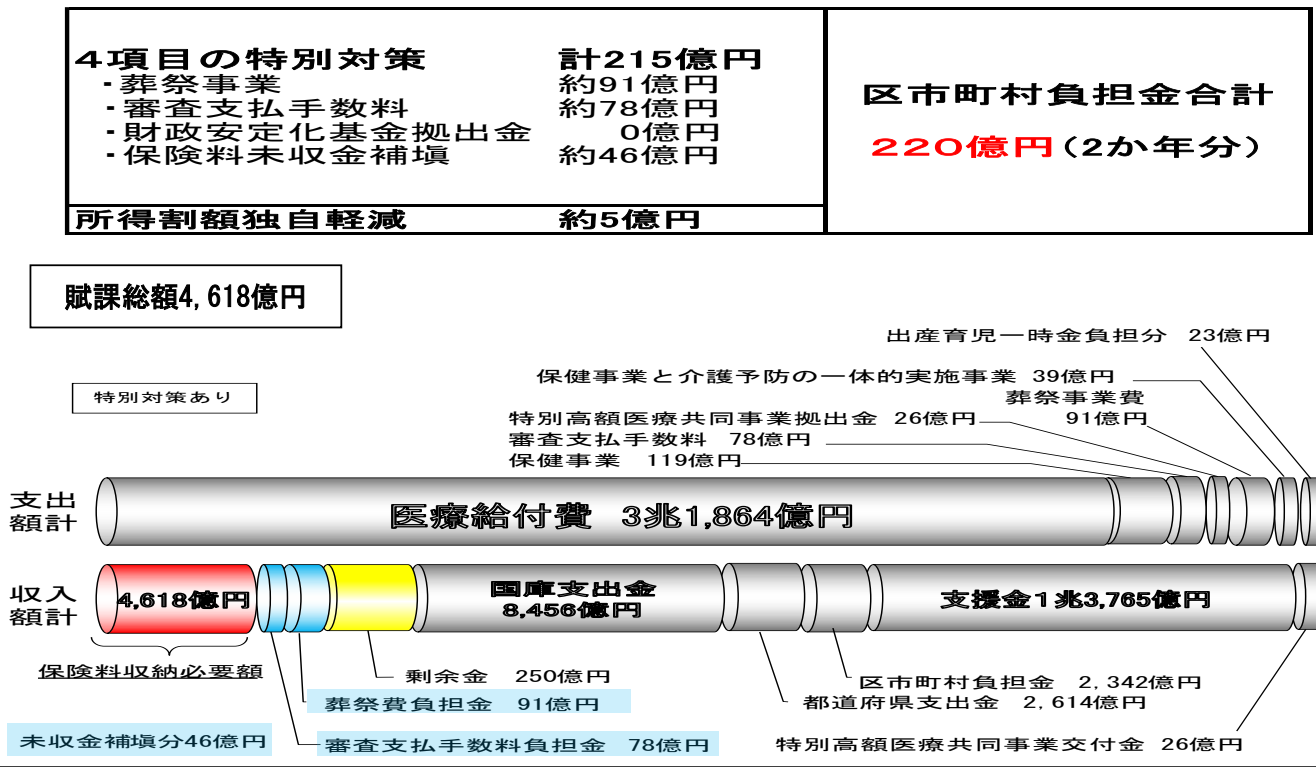 4項目の特別対策 計215億円
・葬祭事業 約91億円
・審査支払手数料 約78億円
・財政安定化基金拠出金 0億円
・保険料未収金補塡 約46億円
所得割額独自軽減 約5億円
区市町村負担金合計
220億円(2か年分)
賦課総額4,618億円
特別対策あり
出産育児一時金負担分 23億円
保健事業と介護予防の一体的実施事業 39億円
葬祭事業費
91億円
特別高額医療共同事業拠出金 26億円
審査支払手数料 78億円
保健事業 119億円
支出
額計
医療給付費 3兆1,864億円
収入
額計
4,618億円
国庫支出金
8,456億円
支援金1兆3,765億円
保険料収納必要額
剰余金 250億円
葬祭費負担金 91億円
区市町村負担金 2,342億円
都道府県支出金 2,614億円
未収金補塡分46億円
審査支払手数料負担金 78億円
特別高額医療共同事業交付金 26億円